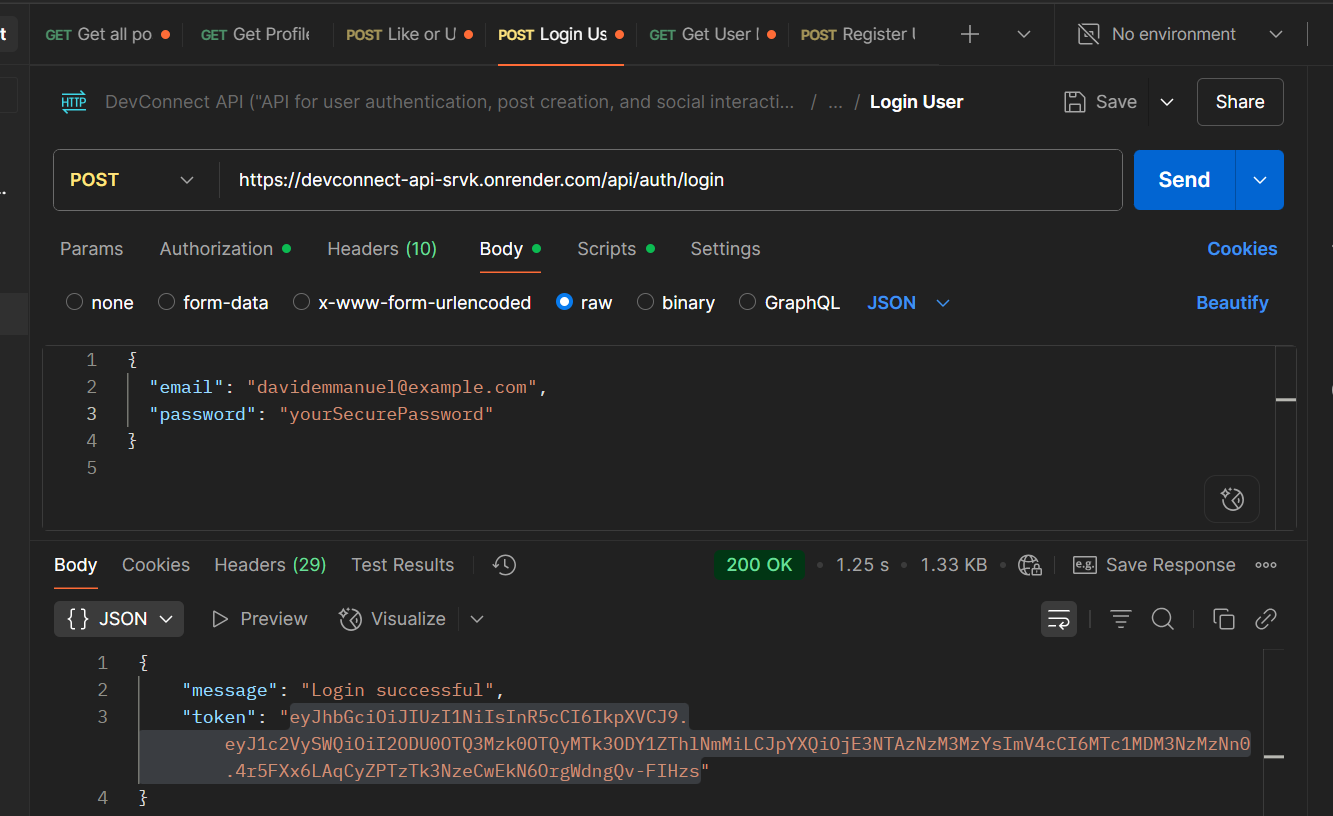 t
GET Get all po
GET Get Profile
POST Like or U
POST Login Us
GET Get User
POST Register
No environment
HTTP
DevConnect API ("API for user authentication, post creation, and social interacti... / ... / Login User
Save
Share
POST
https://devconnect-api-srvk.onrender.com/api/auth/login
Send
Params
Authorization
Headers (10)
Body
Scripts
Settings
Cookies
none
form-data
x-www-form-urlencoded
raw
binary
GraphQL
JSON
Beautify
1 {
2 "email": "davidemmanuel@example.com",
3 "password": "yourSecurePassword"
4 }
5
Body
Cookies
Headers (29)
Test Results
200 OK • 1.25 s • 1.33 KB
e.g. Save Response
{} JSON
Preview
Visualize
1 {
2 "message": "Login successful",
3 "token": "eyJhbGciOiJIUzI1NiIsInR5cCI6IkpXVCJ9.
eyJ1c2VySWQiOiI2ODU0OTQ3Mzk0OTQyMTk3ODY1ZThlNmMiLCJpYXQiOjE3NTAzNzM3MzYsImV4cCI6MTc1MDM3NzMzNn0
.4r5FXx6LAqCyZPTzTk3NzeCwEkN6OrgWdngQv-FIHzs"
4 }